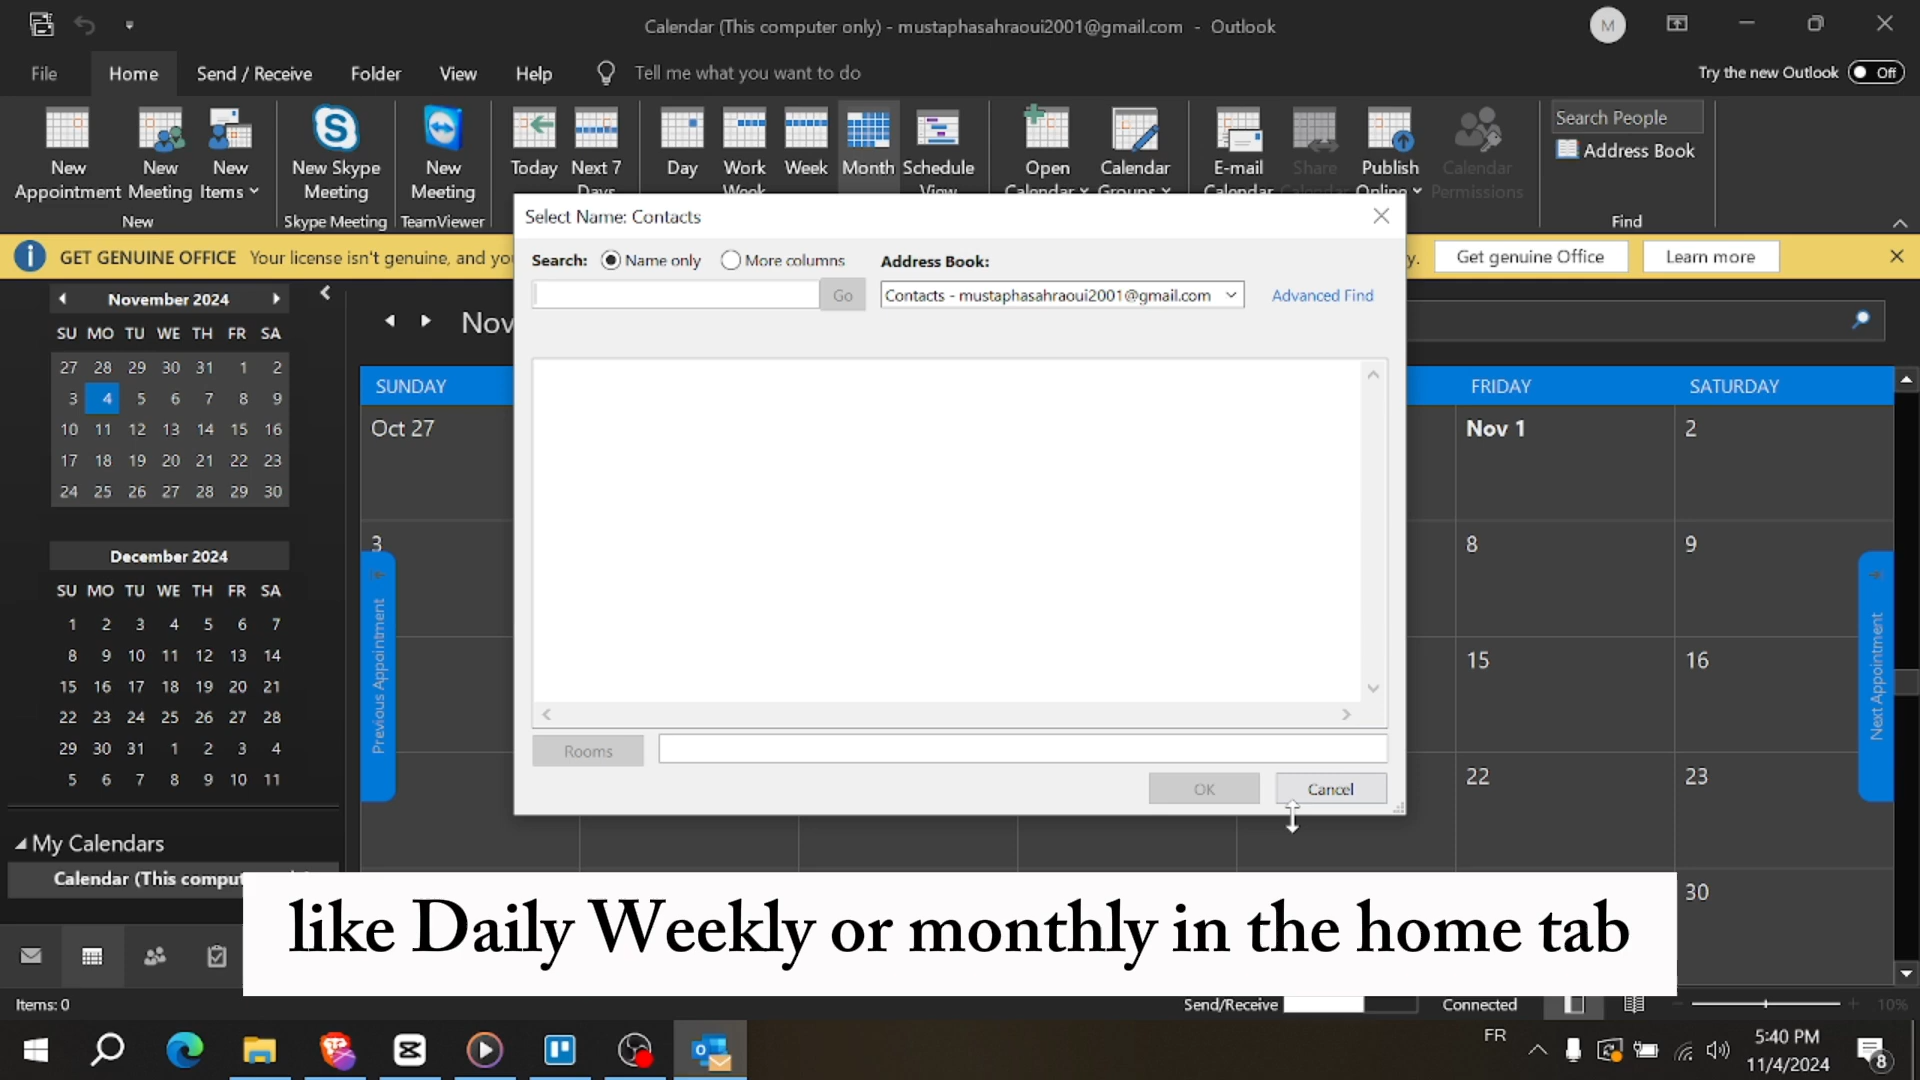 Calendar (This computer only) - mustaphasahraoui2001@gmail.com - Outlook
M
File Home Send / Receive Folder View Help Tell me what you want to do
Try the new Outlook Off
New Appointment
New Meeting
New Items
New
New Skype Meeting
Skype Meeting
New Meeting
TeamViewer
Today
Next 7 Days
Day
Work Week
Week
Month
Schedule View
Open Calendar
Calendar Groups
E-mail Calendar
Share Calendar
Publish Online
Calendar Permissions
Search People
Address Book
Find
GET GENUINE OFFICE Your license isn't genuine, and
y.
Get genuine Office
Learn more
Select Name: Contacts
Search: Name only More columns
Address Book:
Go
Contacts - mustaphasahraoui2001@gmail.com
Advanced Find
Rooms
OK
Cancel
November 2024
SU MO TU WE TH FR SA
27 28 29 30 31 1 2
3 4 5 6 7 8 9
10 11 12 13 14 15 16
17 18 19 20 21 22 23
24 25 26 27 28 29 30
December 2024
SU MO TU WE TH FR SA
1 2 3 4 5 6 7
8 9 10 11 12 13 14
15 16 17 18 19 20 21
22 23 24 25 26 27 28
29 30 31 1 2 3 4
5 6 7 8 9 10 11
My Calendars
Calendar (This comput
Nov
SUNDAY FRIDAY SATURDAY
Oct 27 Nov 1 2
3 8 9
15 16
22 23
30
Previous Appointment
Next Appointment
like Daily Weekly or monthly in the home tab
Items: 0
Send/Receive
Connected
10%
FR
5:40 PM
11/4/2024
8